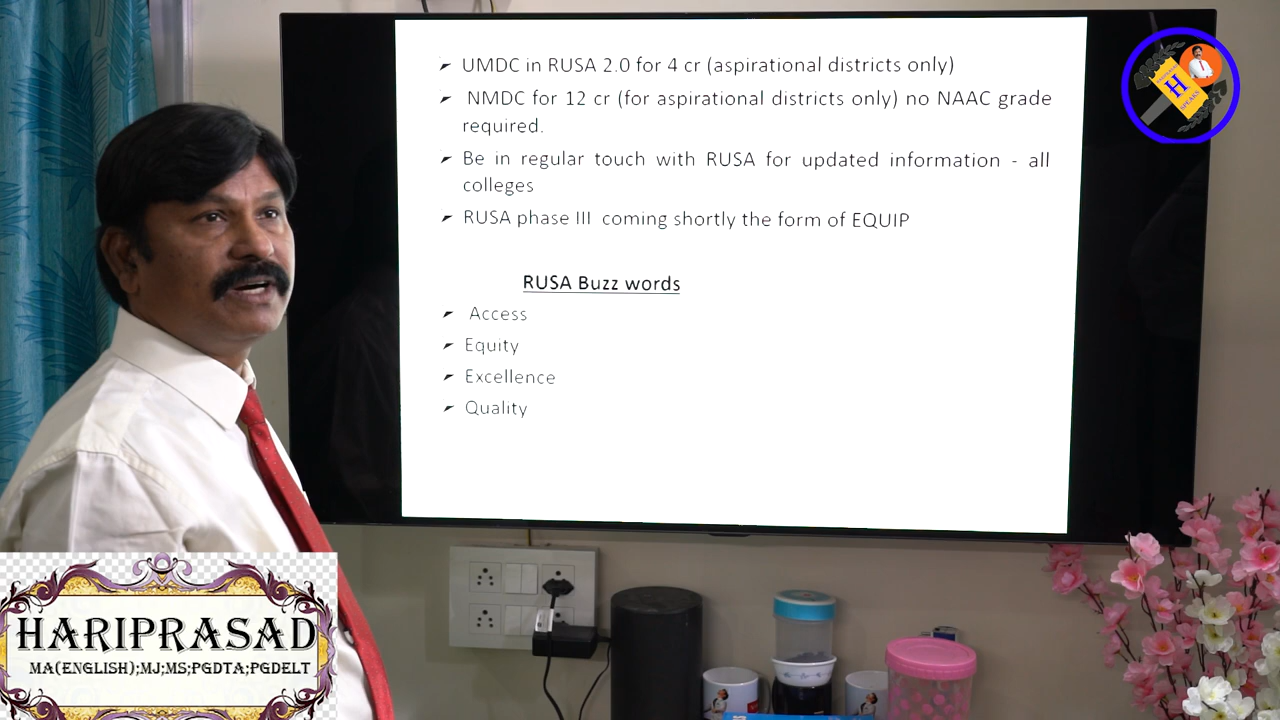 ➤ UMDC in RUSA 2.0 for 4 cr (aspirational districts only)
➤ NMDC for 12 cr (for aspirational districts only) no NAAC grade
required.
➤ Be in regular touch with RUSA for updated information - all
colleges
➤ RUSA phase III coming shortly the form of EQUIP
RUSA Buzz words
➤ Access
➤ Equity
➤ Excellence
➤ Quality
H
SPEAKS
HARIPRASAD
MA(ENGLISH);MJ;MS;PGDTA;PGDELT